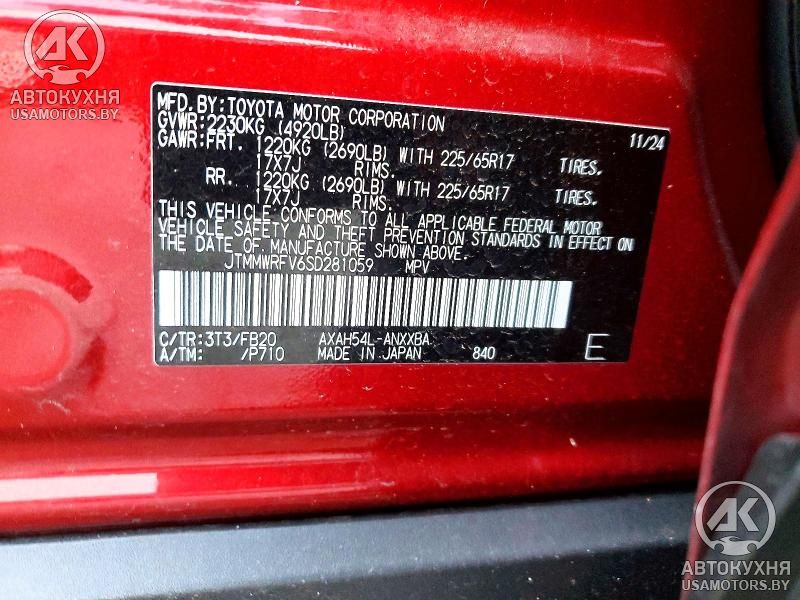 AK
АВТОКУХНЯ
USAMOTORS.BY
MFD.BY:TOYOTA MOTOR CORPORATION 11/24
GVWR:2230KG (4920LB)
GAWR:FRT. 1220KG (2690LB) WITH 225/65R17 TIRES.
17X7J RIMS.
RR. 1220KG (2690LB) WITH 225/65R17 TIRES.
17X7J RIMS.
THIS VEHICLE CONFORMS TO ALL APPLICABLE FEDERAL MOTOR
VEHICLE SAFETY AND THEFT PREVENTION STANDARDS IN EFFECT ON
THE DATE OF MANUFACTURE SHOWN ABOVE.
JTMMWRFV6SD281059 MPV
C/TR:3T3/FB20 AXAH54L-ANXXBA
A/TM: /P710 MADE IN JAPAN 840 E
AK
АВТОКУХНЯ
USAMOTORS.BY